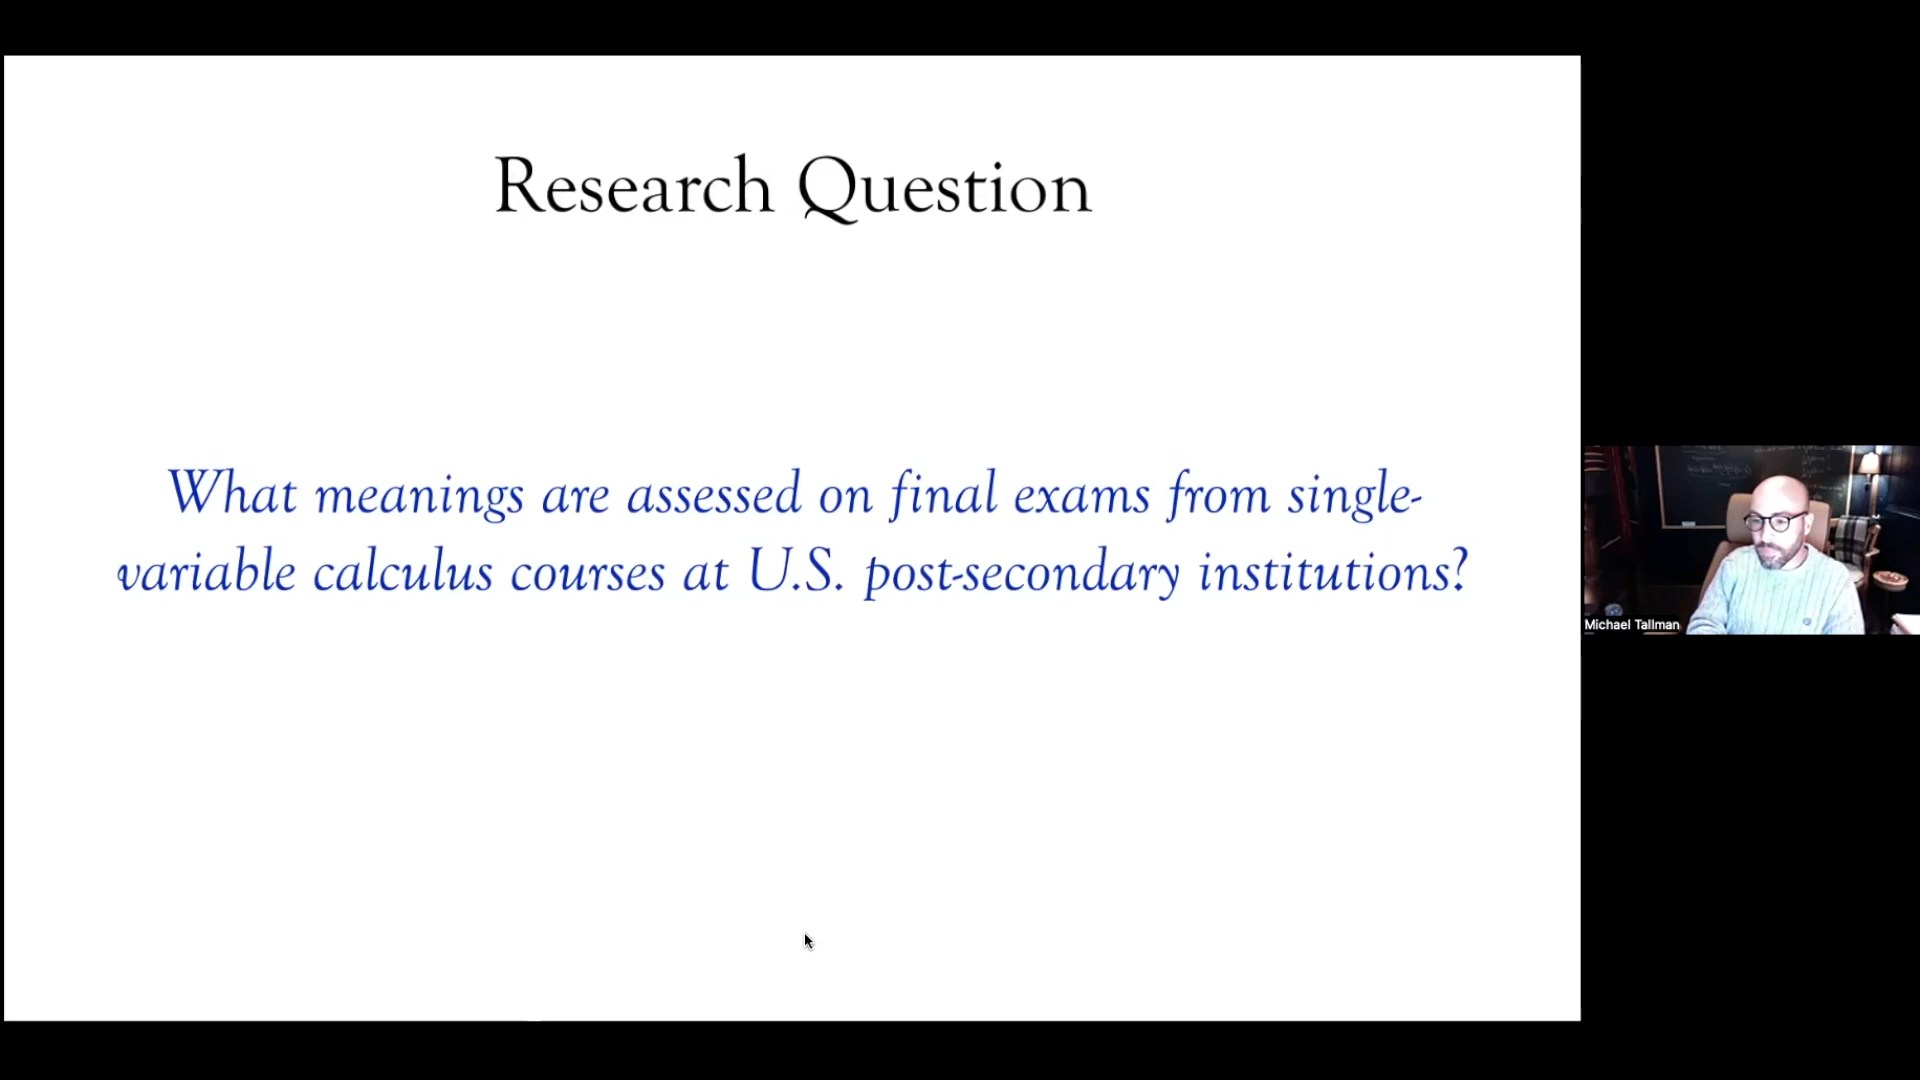 Research Question
What meanings are assessed on final exams from single-
variable calculus courses at U.S. post-secondary institutions?
Michael Tallman